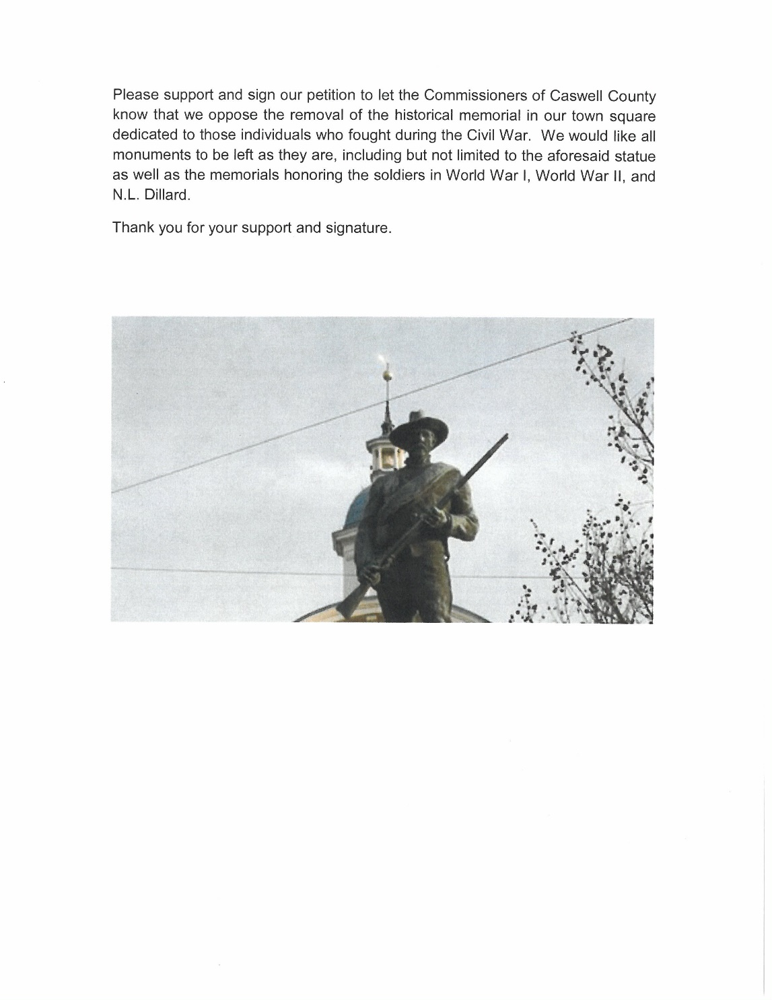 Please support and sign our petition to let the Commissioners of Caswell County
know that we oppose the removal of the historical memorial in our town square
dedicated to those individuals who fought during the Civil War.  We would like all
monuments to be left as they are, including but not limited to the aforesaid statue
as well as the memorials honoring the soldiers in World War I, World War II, and
N.L. Dillard.
Thank you for your support and signature.